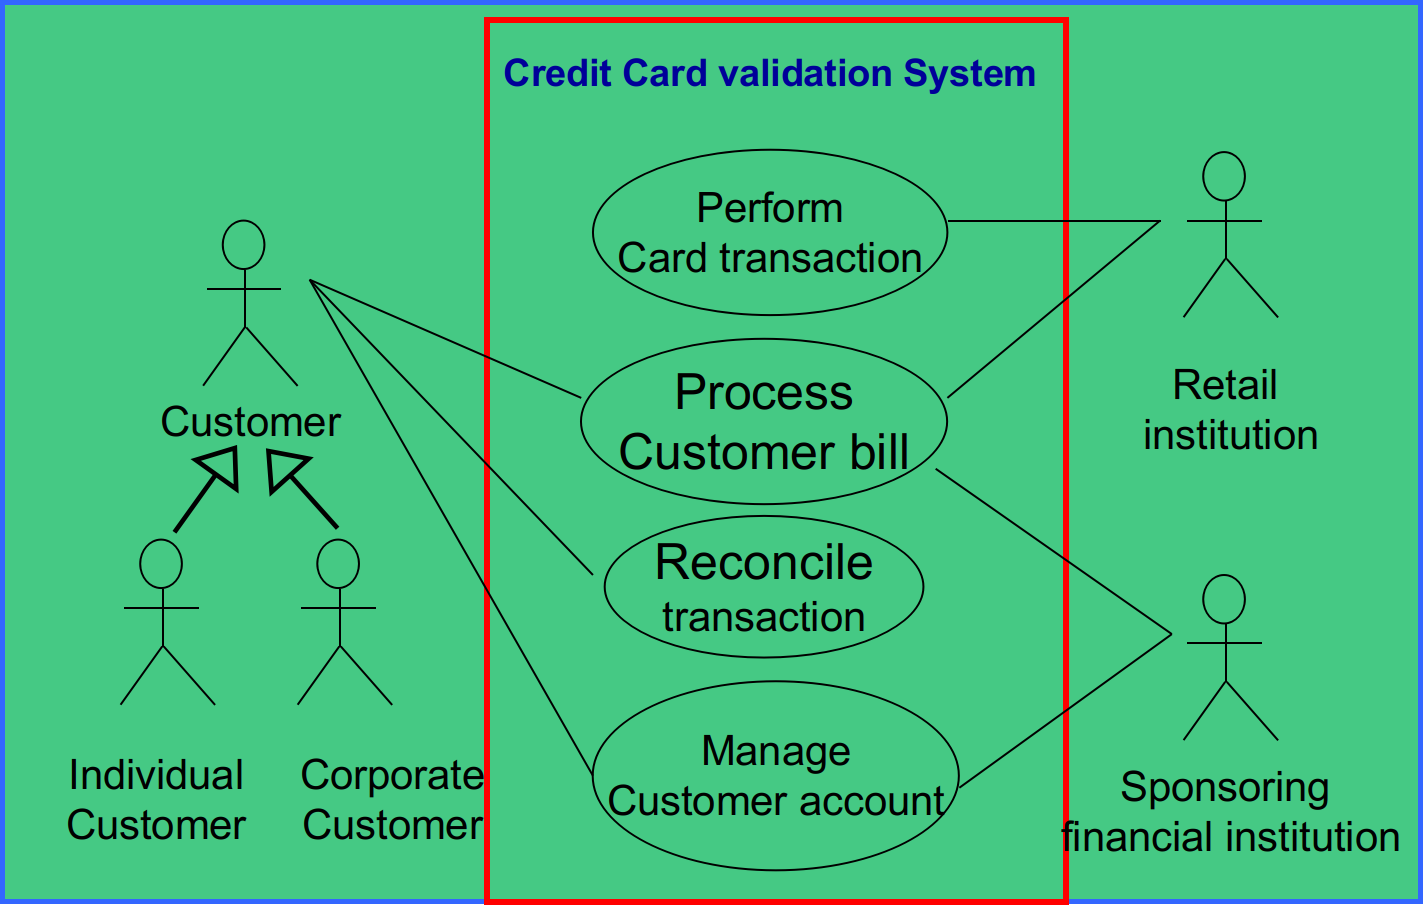 Credit Card validation System
Perform
Card transaction
Process
Customer bill
Reconcile
transaction
Manage
Customer account
Customer
Individual
Customer
Corporate
Customer
Retail
institution
Sponsoring
financial institution